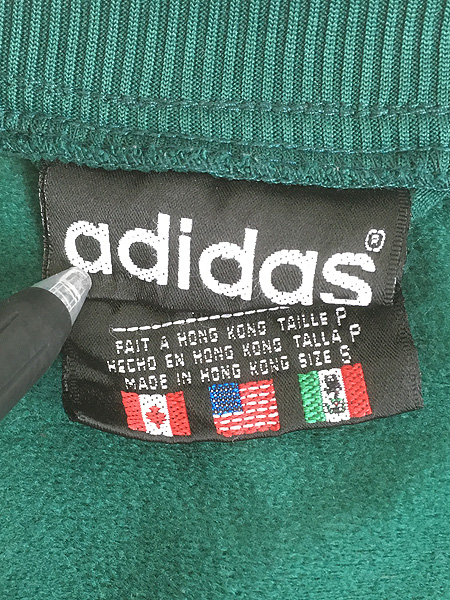 adidas®
FAIT A HONG KONG TAILLE P
HECHO EN HONG KONG TALLA P
MADE IN HONG KONG SIZE S